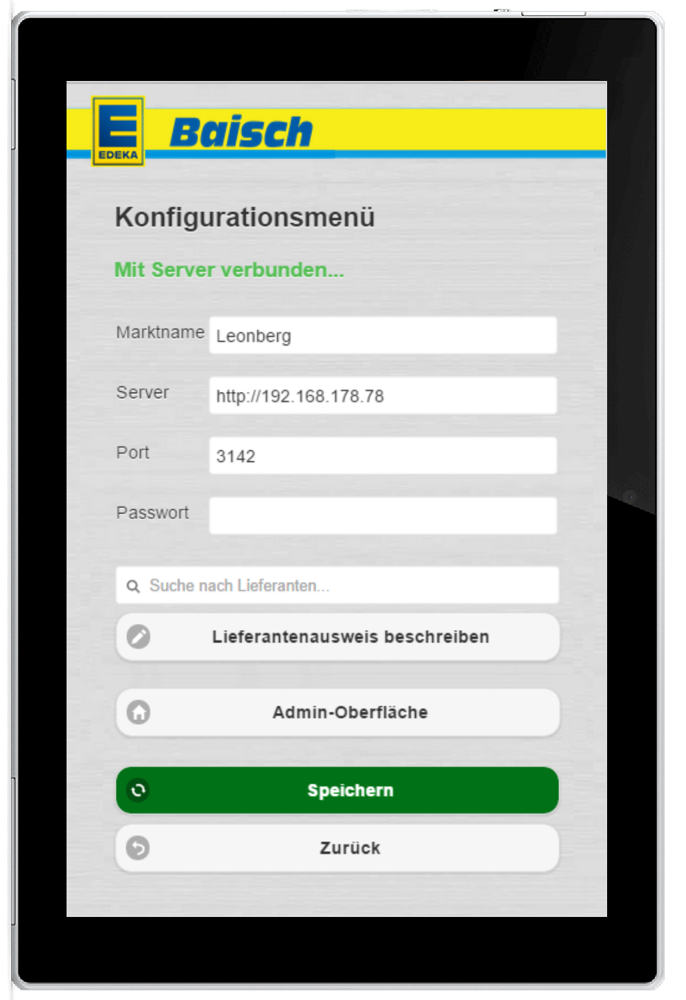 E
EDEKA
Baisch
Konfigurationsmenü
Mit Server verbunden...
Marktname Leonberg
Server http://192.168.178.78
Port 3142
Passwort
Suche nach Lieferanten...
Lieferantenausweis beschreiben
Admin-Oberfläche
Speichern
Zurück